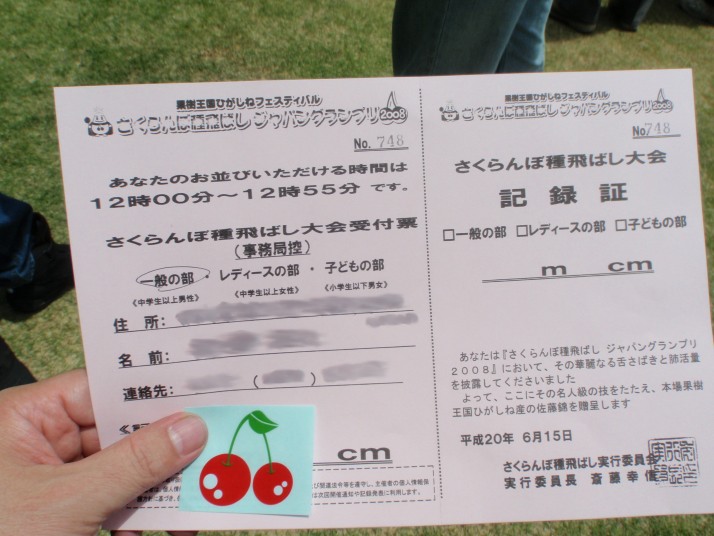 果樹王国ひがしねフェスティバル
さくらんぼ種飛ばし ジャパングランプリ2008
No. 748
あなたのお並びいただける時間は
12時00分～12時55分 です。
さくらんぼ種飛ばし大会受付票
(事務局控)
一般の部 ・ レディースの部 ・ 子どもの部
《中学生以上男性》 《中学生以上女性》 《小学生以下男女》
住 所:
名 前:
連絡先: ( )
cm
果樹王国ひがしねフェスティバル
さくらんぼ種飛ばし ジャパングランプリ2008
No. 748
さくらんぼ種飛ばし大会
記 録 証
□一般の部 □レディースの部 □子どもの部
m cm
あなたは『さくらんぼ種飛ばし ジャパングランプリ
2008』において、その華麗なる舌さばきと肺活量
を披露してくださいました
よって、ここにその名人級の技をたたえ、本場果樹
王国ひがしね産の佐藤錦を贈呈します
平成20年 6月15日
さくらんぼ種飛ばし実行委員会
実行委員長 斎藤幸